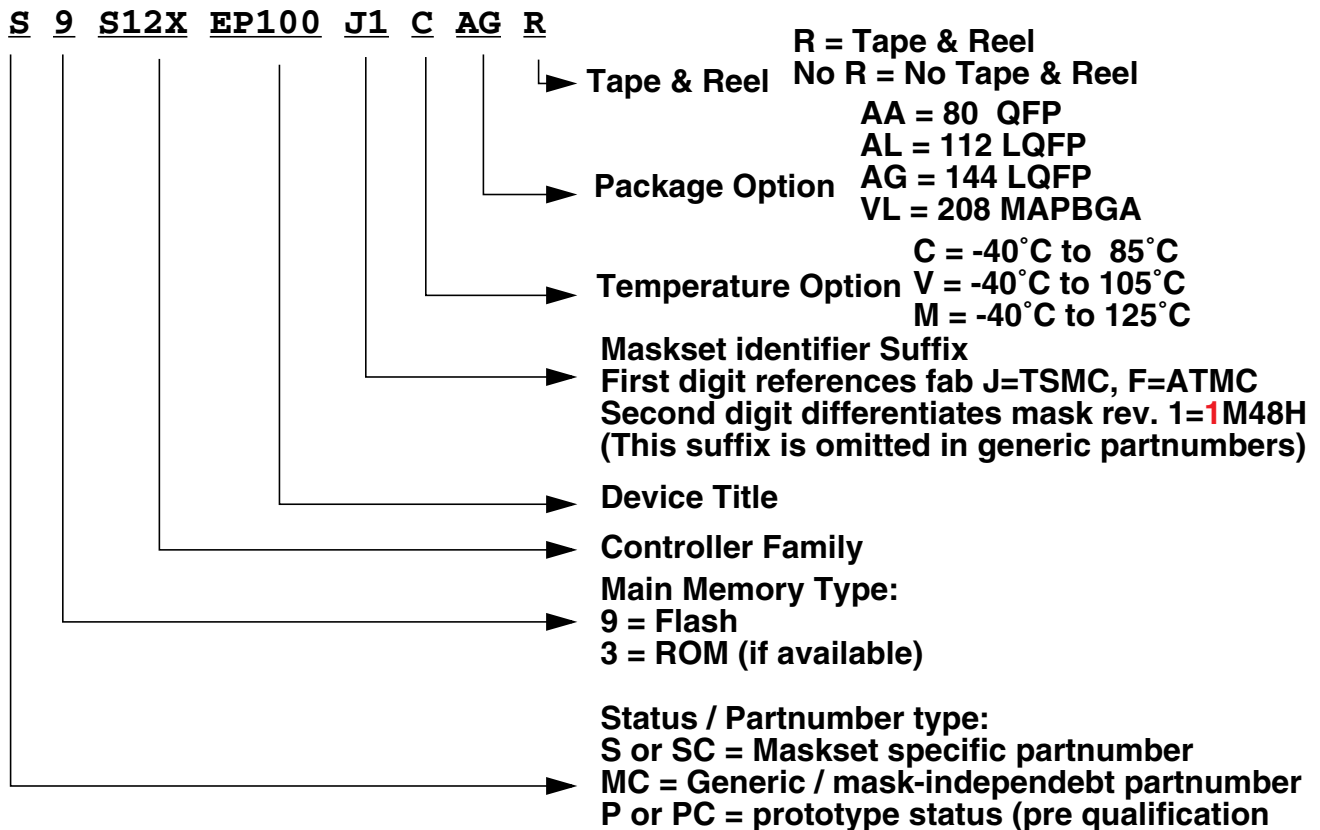 S 9 S12X EP100 J1 C AG R
R = Tape & Reel
Tape & Reel No R = No Tape & Reel
AA = 80 QFP
AL = 112 LQFP
Package Option AG = 144 LQFP
VL = 208 MAPBGA
C = -40˚C to 85˚C
Temperature Option V = -40˚C to 105˚C
M = -40˚C to 125˚C
Maskset identifier Suffix
First digit references fab J=TSMC, F=ATMC
Second digit differentiates mask rev. 1=1M48H
(This suffix is omitted in generic partnumbers)
Device Title
Controller Family
Main Memory Type:
9 = Flash
3 = ROM (if available)
Status / Partnumber type:
S or SC = Maskset specific partnumber
MC = Generic / mask-independebt partnumber
P or PC = prototype status (pre qualification